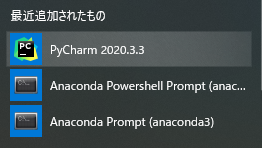 最近追加されたもの
PC
PyCharm 2020.3.3
Anaconda Powershell Prompt (anac...
Anaconda Prompt (anaconda3)